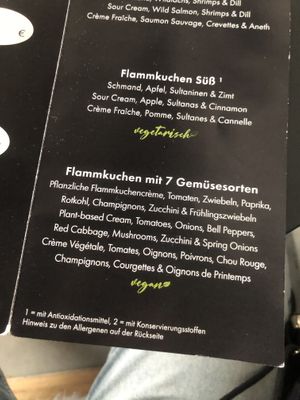 Sour Cream, Wild Salmon, Shrimps & Dill
Crème Fraîche, Saumon Sauvage, Crevettes & Aneth
€
Flammkuchen Süß ¹
Schmand, Apfel, Sultaninen & Zimt
Sour Cream, Apple, Sultanas & Cinnamon
Crème Fraîche, Pomme, Sultanes & Cannelle
vegetarisch
Flammkuchen mit 7 Gemüsesorten
Pflanzliche Flammkuchencrème, Tomaten, Zwiebeln, Paprika,
Rotkohl, Champignons, Zucchini & Frühlingszwiebeln
Plant-based Cream, Tomatoes, Onions, Bell Peppers,
Red Cabbage, Mushrooms, Zucchini & Spring Onions
Crème Végétale, Tomates, Oignons, Poivrons, Chou Rouge,
Champignons, Courgettes & Oignons de Printemps
vegan
1 = mit Antioxidationsmittel, 2 = mit Konservierungsstoffen
Hinweis zu den Allergenen auf der Rückseite